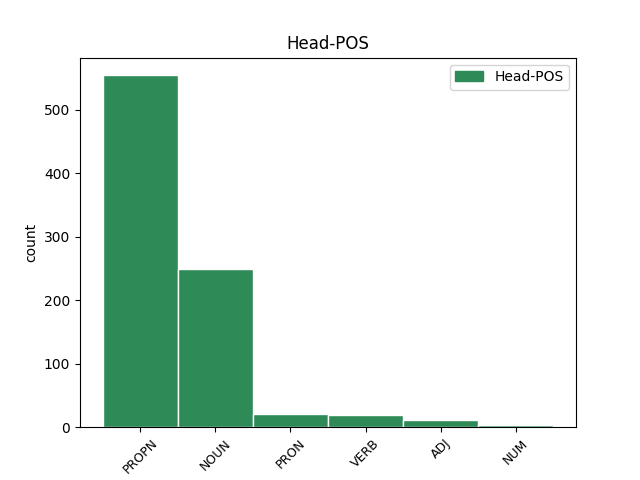 Head-POS
Head-POS
count
500
400
300
200
100
0
PROPN
NOUN
PRON
VERB
ADJ
NUM